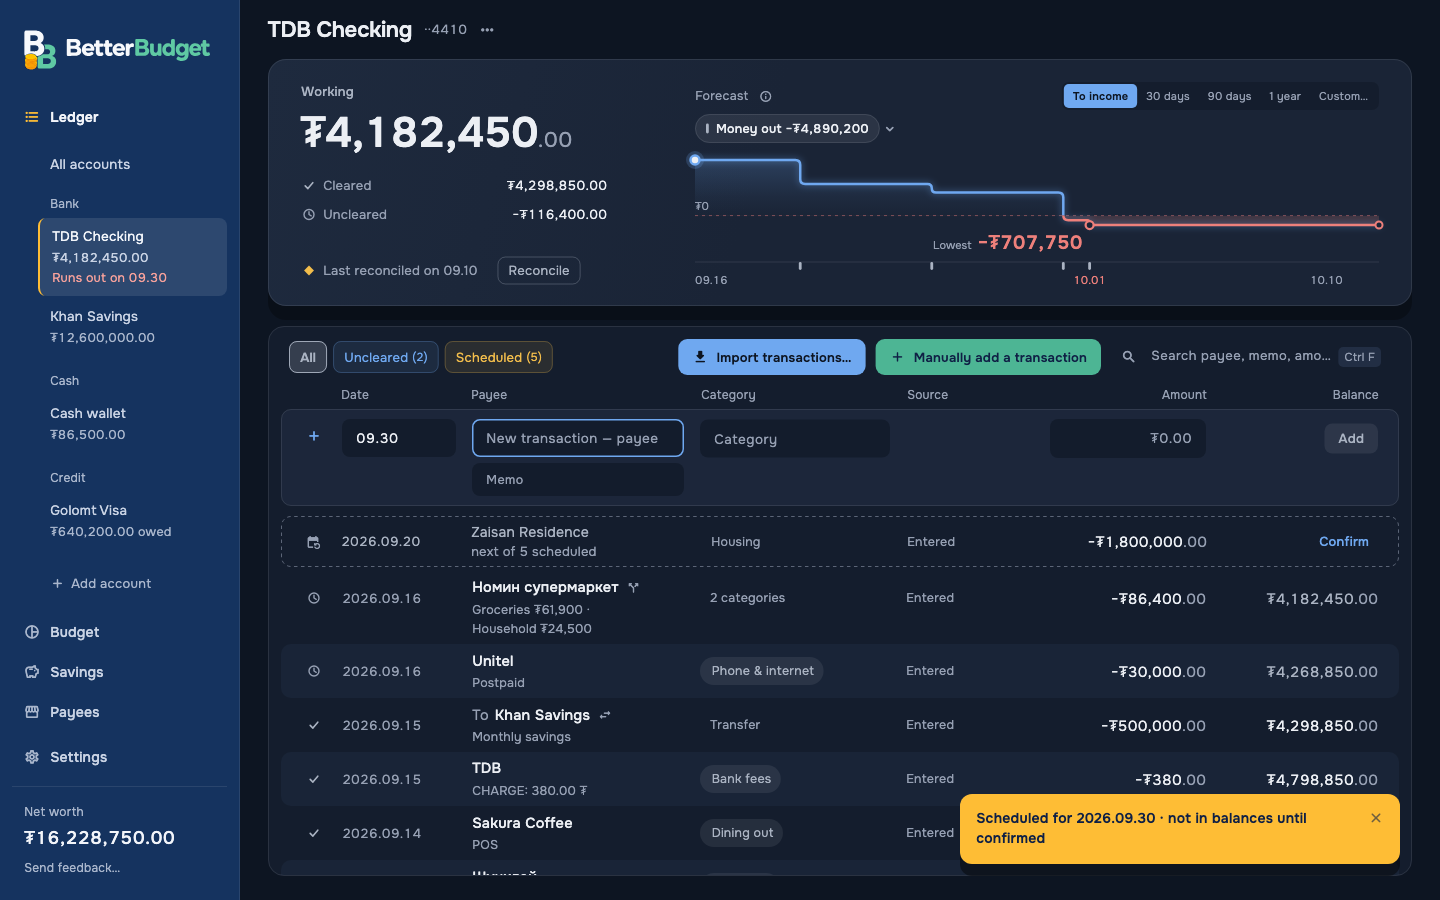 BetterBudget
Ledger
All accounts
Bank
TDB Checking
₮4,182,450.00
Runs out on 09.30
Khan Savings
₮12,600,000.00
Cash
Cash wallet
₮86,500.00
Credit
Golomt Visa
₮640,200.00 owed
+ Add account
Budget
Savings
Payees
Settings
Net worth
₮16,228,750.00
Send feedback...
TDB Checking ··4410 •••
Working
₮4,182,450.00
Cleared ₮4,298,850.00
Uncleared −₮116,400.00
Last reconciled on 09.10 Reconcile
Forecast
To income 30 days 90 days 1 year Custom...
Money out −₮4,890,200
₮0
Lowest −₮707,750
09.16 10.01 10.10
All Uncleared (2) Scheduled (5) Import transactions... + Manually add a transaction Search payee, memo, amo... Ctrl F
Date Payee Category Source Amount Balance
+ 09.30 New transaction — payee Category ₮0.00 Add
Memo
2026.09.20 Zaisan Residence Housing Entered −₮1,800,000.00 Confirm
next of 5 scheduled
2026.09.16 Номин супермаркет 2 categories Entered −₮86,400.00 ₮4,182,450.00
Groceries ₮61,900 ·
Household ₮24,500
2026.09.16 Unitel Phone & internet Entered −₮30,000.00 ₮4,268,850.00
Postpaid
2026.09.15 To Khan Savings Transfer Entered −₮500,000.00 ₮4,298,850.00
Monthly savings
2026.09.15 TDB Bank fees Entered −₮380.00 ₮4,798,850.00
CHARGE: 380.00 ₮
2026.09.14 Sakura Coffee Dining out Entered
POS
Scheduled for 2026.09.30 · not in balances until
confirmed